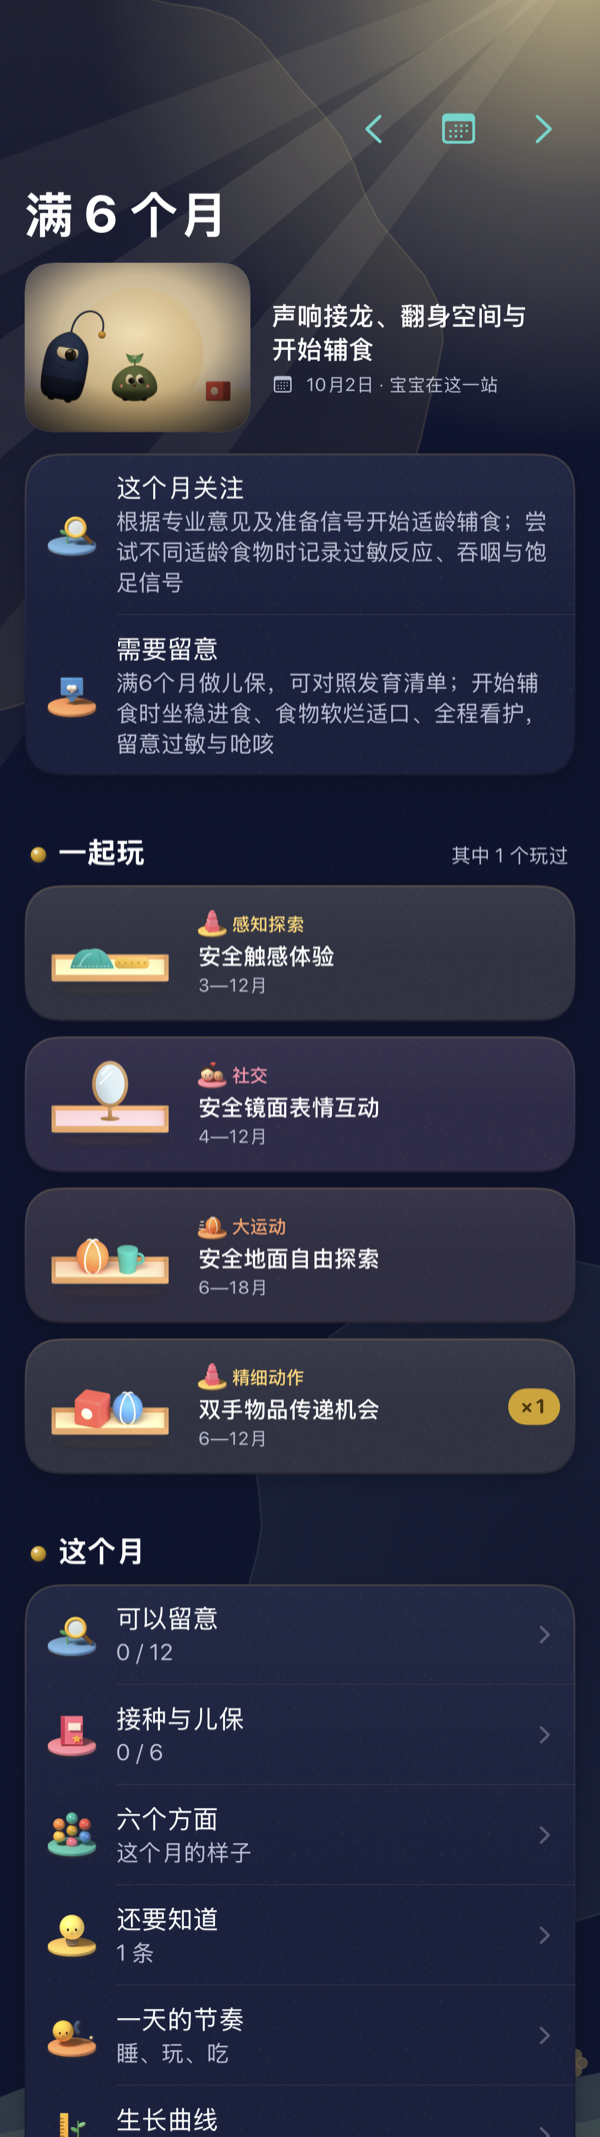 满 6 个月
声响接龙、翻身空间与
开始辅食
10月2日 · 宝宝在这一站
这个月关注
根据专业意见及准备信号开始适龄辅食；尝
试不同适龄食物时记录过敏反应、吞咽与饱
足信号
需要留意
满6个月做儿保，可对照发育清单；开始辅
食时坐稳进食、食物软烂适口、全程看护，
留意过敏与呛咳
一起玩
其中 1 个玩过
感知探索
安全触感体验
3—12月
社交
安全镜面表情互动
4—12月
大运动
安全地面自由探索
6—18月
精细动作
双手物品传递机会
6—12月
×1
这个月
可以留意
0 / 12
接种与儿保
0 / 6
六个方面
这个月的样子
还要知道
1 条
一天的节奏
睡、玩、吃
生长曲线